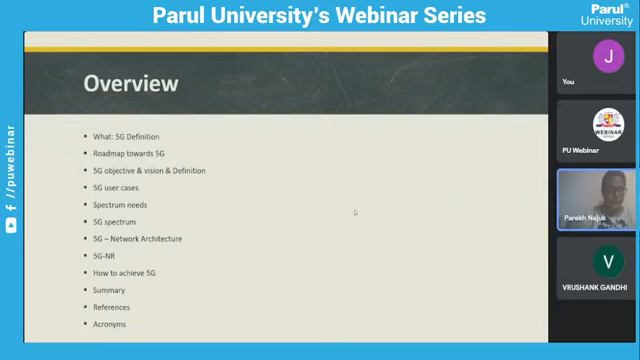 Parul University's Webinar Series
Parul®
University
f //puwebinar
Overview
What: 5G Definition
Roadmap towards 5G
5G objective & vision & Definition
5G user cases
Spectrum needs
5G spectrum
5G – Network Architecture
5G-NR
How to achieve 5G
Summary
References
Acronyms
J
You
WEBINAR
PU Webinar
Parekh Najuk
V
VRUSHANK GANDHI